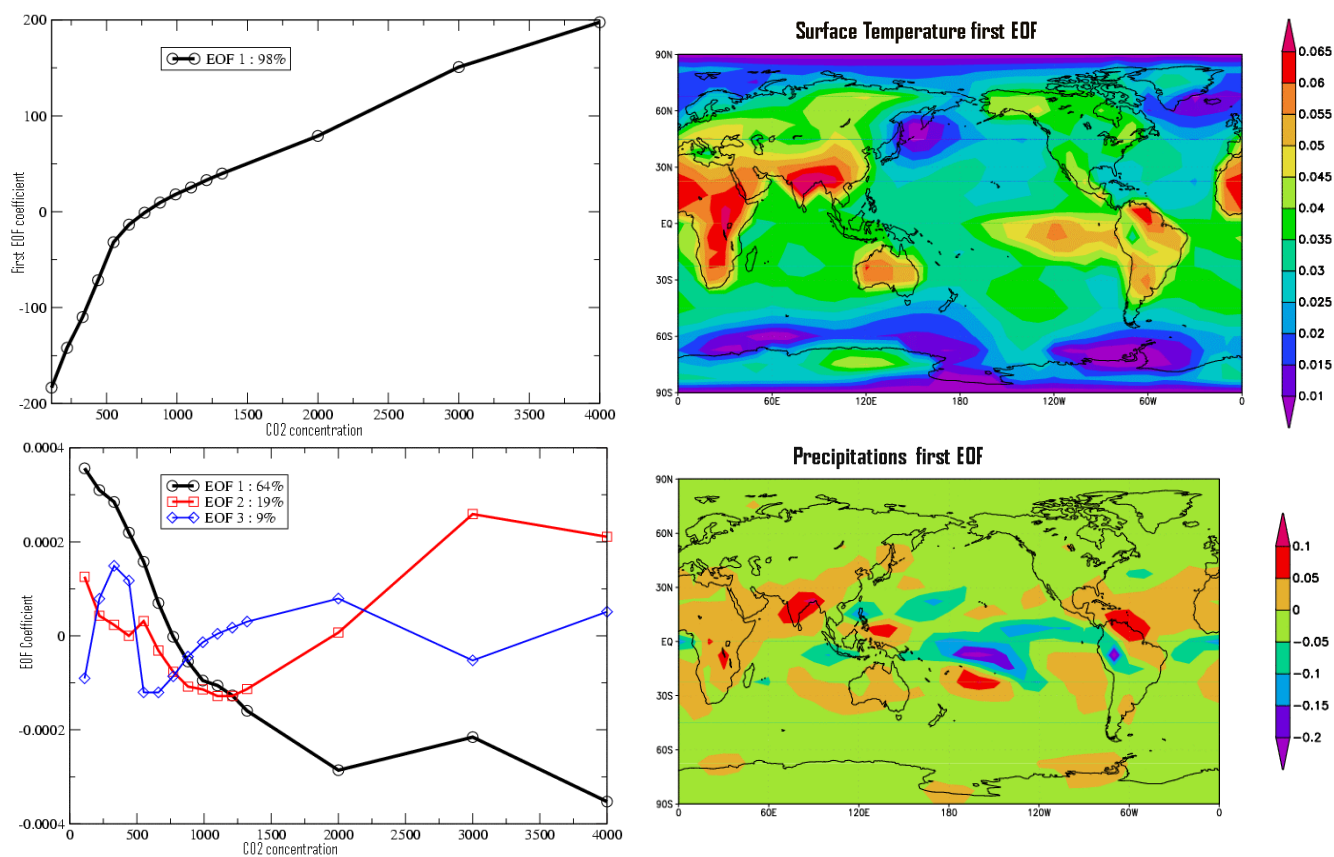 200
100
0
-100
-200
First EOF coefficient
EOF 1 : 98%
500 1000 1500 2000 2500 3000 3500 4000
CO2 concentration
Surface Temperature first EOF
90N
60N
30N
EQ
30S
60S
90S
0 60E 120E 180 120W 60W 0
0.065
0.06
0.055
0.05
0.045
0.04
0.035
0.03
0.025
0.02
0.015
0.01
0.0004
0.0002
0
-0.0002
-0.0004
EOF Coefficient
EOF 1 : 64%
EOF 2 : 19%
EOF 3 : 9%
0 500 1000 1500 2000 2500 3000 3500 4000
CO2 concentration
Precipitations first EOF
90N
60N
30N
EQ
30S
60S
90S
0 60E 120E 180 120W 60W 0
0.1
0.05
0
−0.05
−0.1
−0.15
−0.2